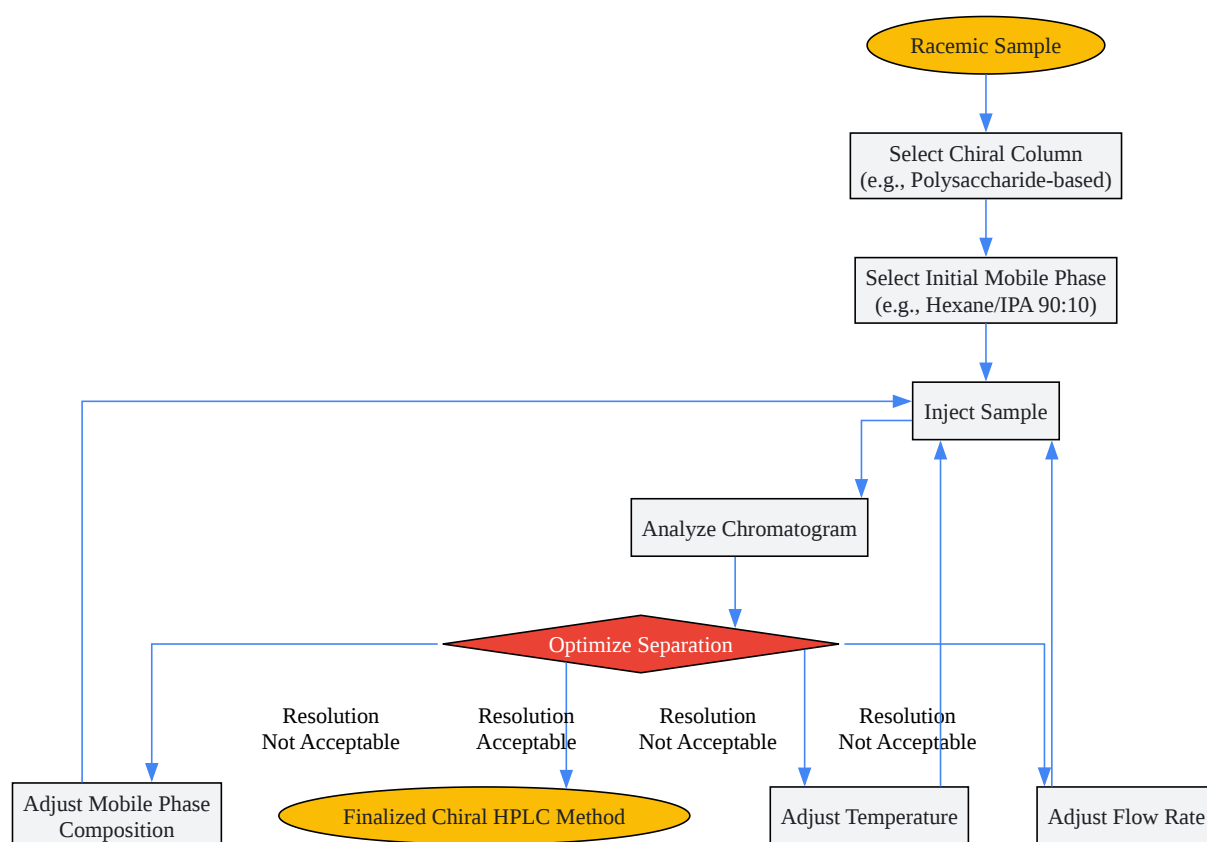 Racemic Sample
Select Chiral Column
(e.g., Polysaccharide-based)
Select Initial Mobile Phase
(e.g., Hexane/IPA 90:10)
Inject Sample
Analyze Chromatogram
Optimize Separation
Resolution
Not Acceptable
Resolution
Acceptable
Resolution
Not Acceptable
Resolution
Not Acceptable
Adjust Mobile Phase
Composition
Finalized Chiral HPLC Method
Adjust Temperature
Adjust Flow Rate